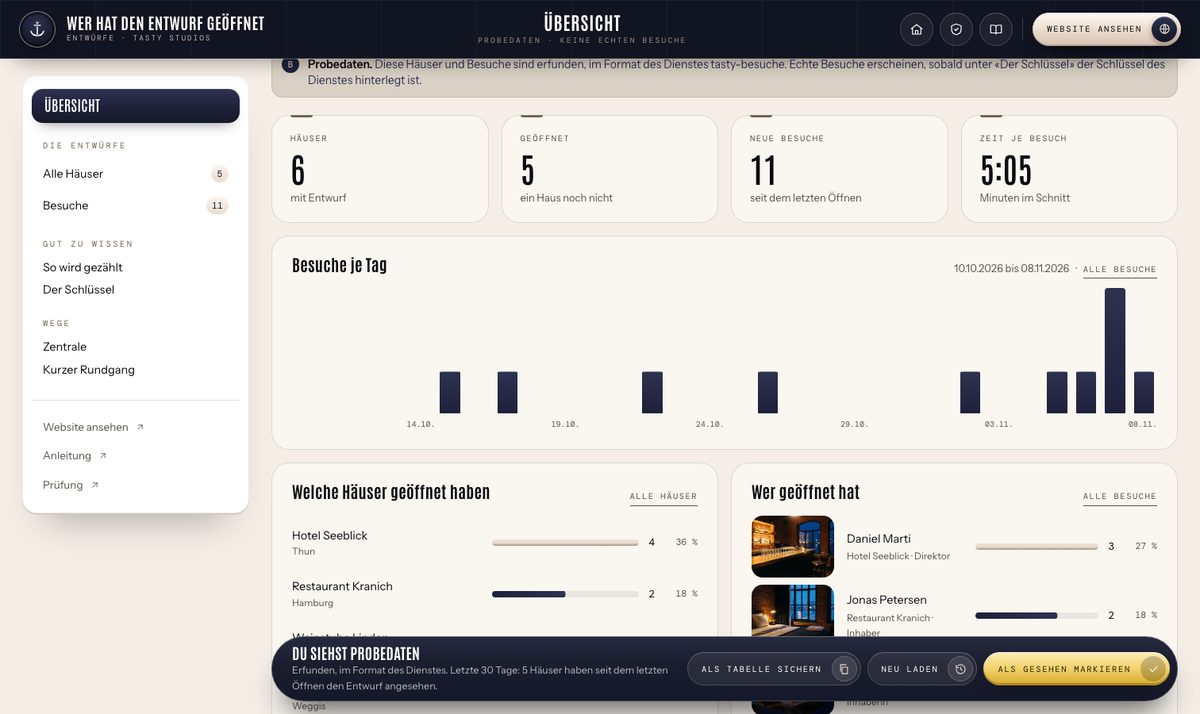 WER HAT DEN ENTWURF GEÖFFNET
ENTWÜRFE · TASTY STUDIOS
ÜBERSICHT
PROBEDATEN · KEINE ECHTEN BESUCHE
WEBSITE ANSEHEN
ÜBERSICHT
DIE ENTWÜRFE
Alle Häuser 5
Besuche 11
GUT ZU WISSEN
So wird gezählt
Der Schlüssel
WEGE
Zentrale
Kurzer Rundgang
Website ansehen ↗
Anleitung ↗
Prüfung ↗
B Probedaten. Diese Häuser und Besuche sind erfunden, im Format des Dienstes tasty-besuche. Echte Besuche erscheinen, sobald unter «Der Schlüssel» der Schlüssel des
Dienstes hinterlegt ist.
HÄUSER
6
mit Entwurf
GEÖFFNET
5
ein Haus noch nicht
NEUE BESUCHE
11
seit dem letzten Öffnen
ZEIT JE BESUCH
5:05
Minuten im Schnitt
Besuche je Tag
10.10.2026 bis 08.11.2026 · ALLE BESUCHE
14.10. 19.10. 24.10. 29.10. 03.11. 08.11.
Welche Häuser geöffnet haben
ALLE HÄUSER
Hotel Seeblick
Thun
4 36 %
Restaurant Kranich
Hamburg
2 18 %
Weggis
Wer geöffnet hat
ALLE BESUCHE
Daniel Marti
Hotel Seeblick · Direktor
3 27 %
Jonas Petersen
Restaurant Kranich ·
Inhaber
2 18 %
Inhaberin
DU SIEHST PROBEDATEN
Erfunden, im Format des Dienstes. Letzte 30 Tage: 5 Häuser haben seit dem letzten
Öffnen den Entwurf angesehen.
ALS TABELLE SICHERN
NEU LADEN
ALS GESEHEN MARKIEREN